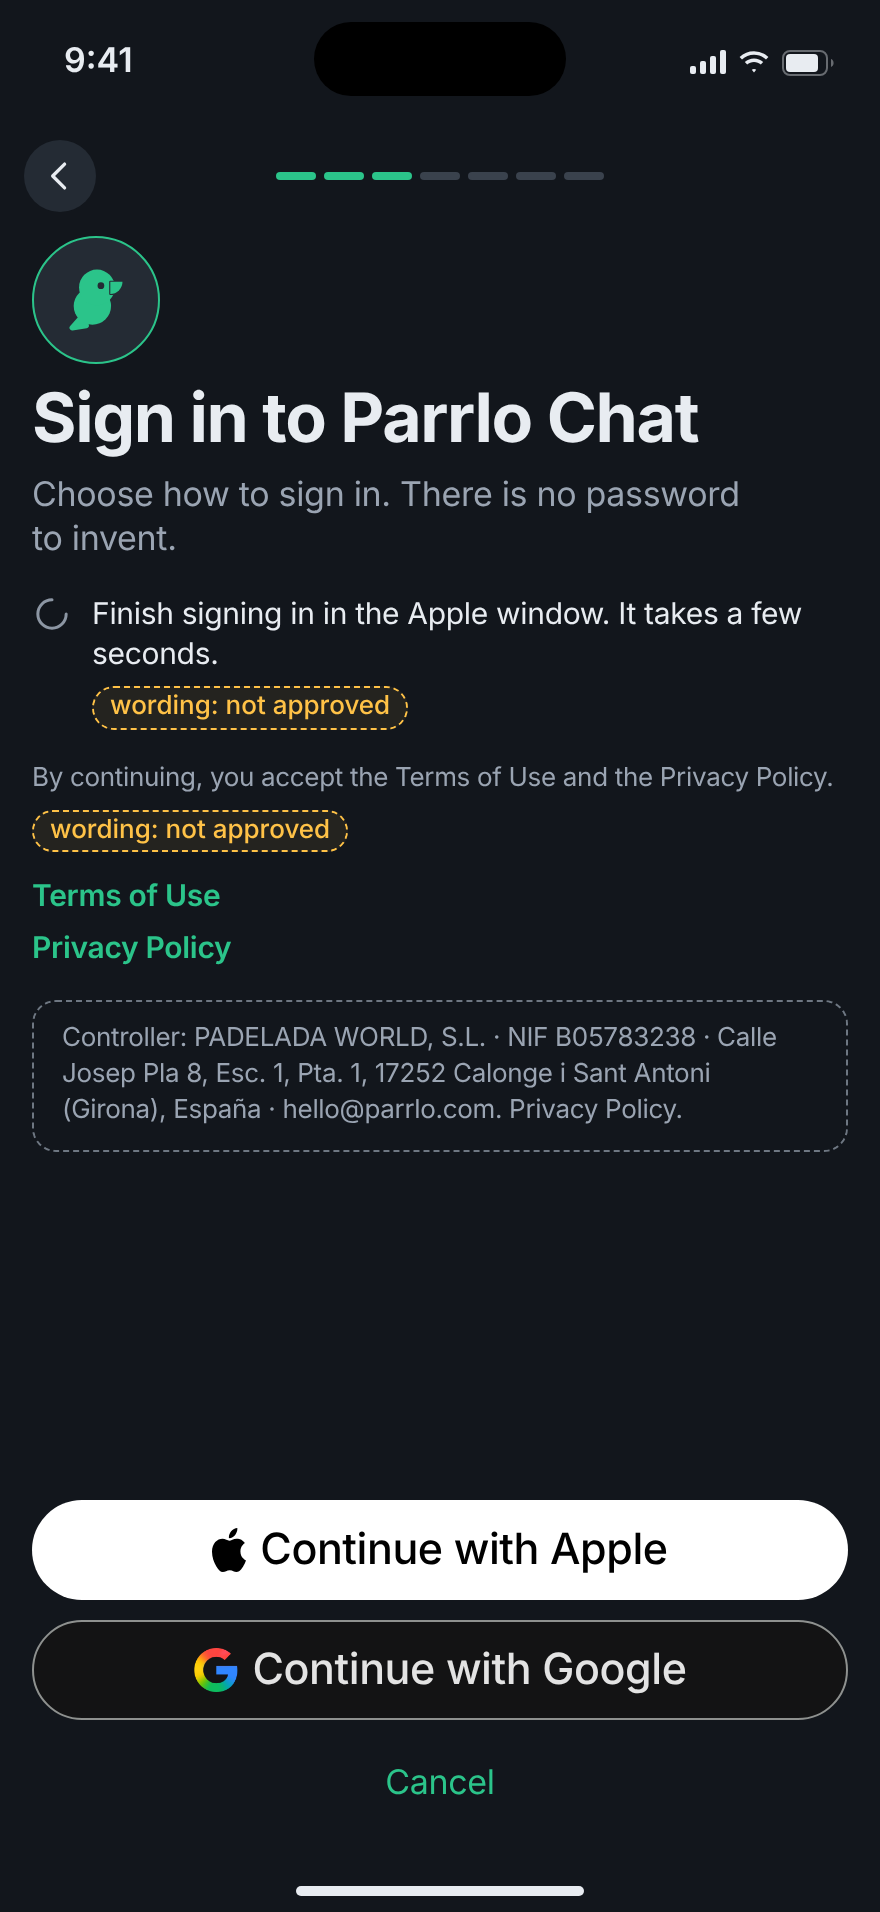 9:41
Sign in to Parrlo Chat
Choose how to sign in. There is no password
to invent.
Finish signing in in the Apple window. It takes a few
seconds.
wording: not approved
By continuing, you accept the Terms of Use and the Privacy Policy.
wording: not approved
Terms of Use
Privacy Policy
Controller: PADELADA WORLD, S.L. · NIF B05783238 · Calle
Josep Pla 8, Esc. 1, Pta. 1, 17252 Calonge i Sant Antoni
(Girona), España · hello@parrlo.com. Privacy Policy.
Continue with Apple
Continue with Google
Cancel